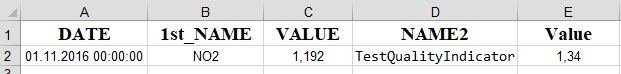 A B C D E
1 DATE 1st_NAME VALUE NAME2 Value
2 01.11.2016 00:00:00 NO2 1,192 TestQualityIndicator 1,34